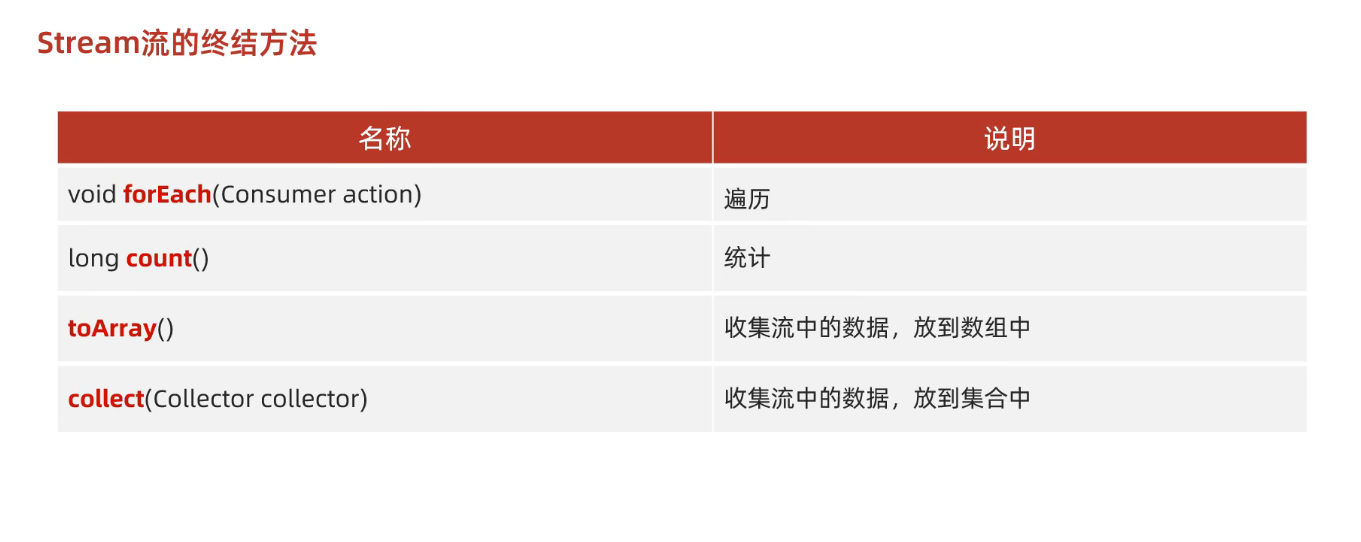 Stream流的终结方法
名称 说明
void forEach(Consumer action) 遍历
long count() 统计
toArray() 收集流中的数据，放到数组中
collect(Collector collector) 收集流中的数据，放到集合中